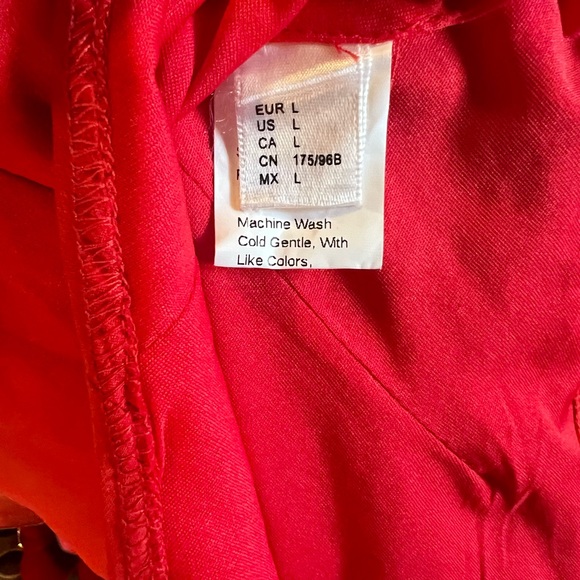 EUR L
US L
CA L
CN 175/96B
MX L
Machine Wash
Cold Gentle, With
Like Colors,